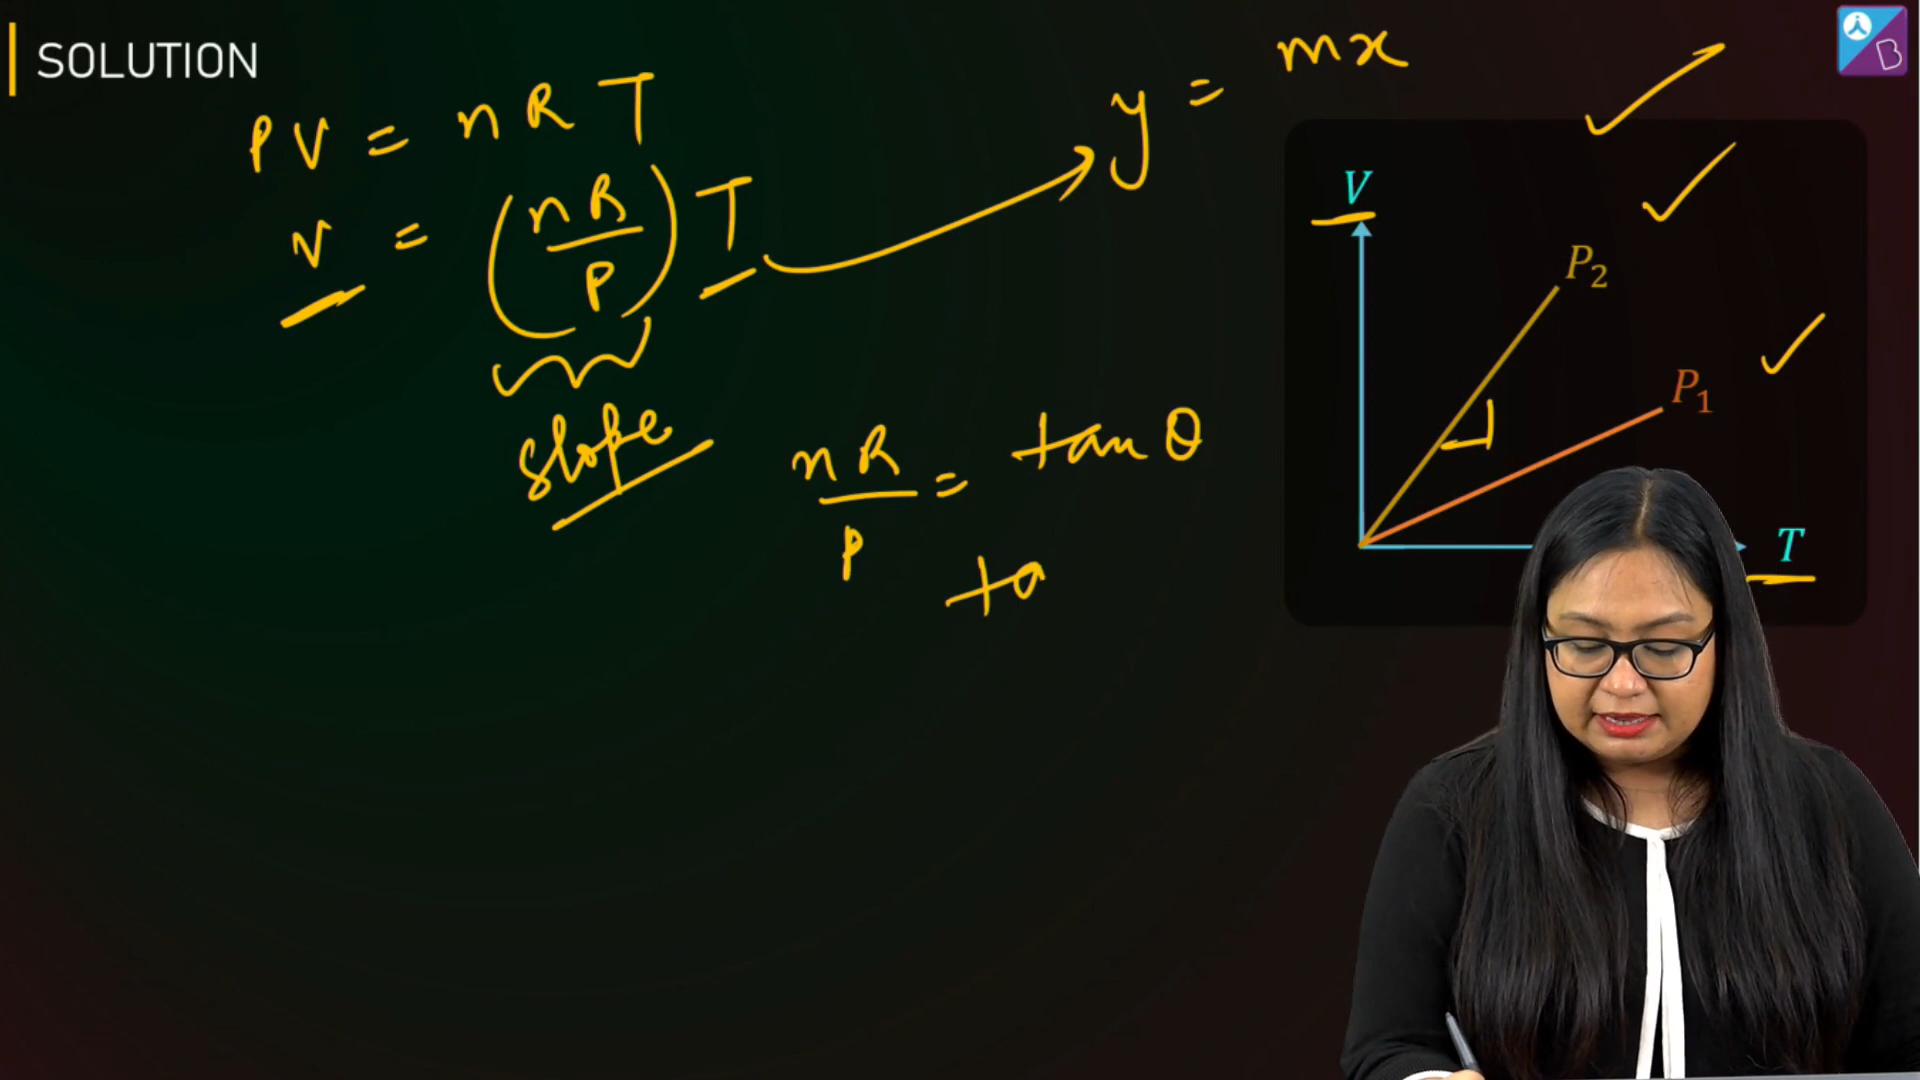 SOLUTION
PV = nRT
V = (nR/P) T
y = mx
slope
nR/P = tan θ
ta
V
P₂
P₁
T
B